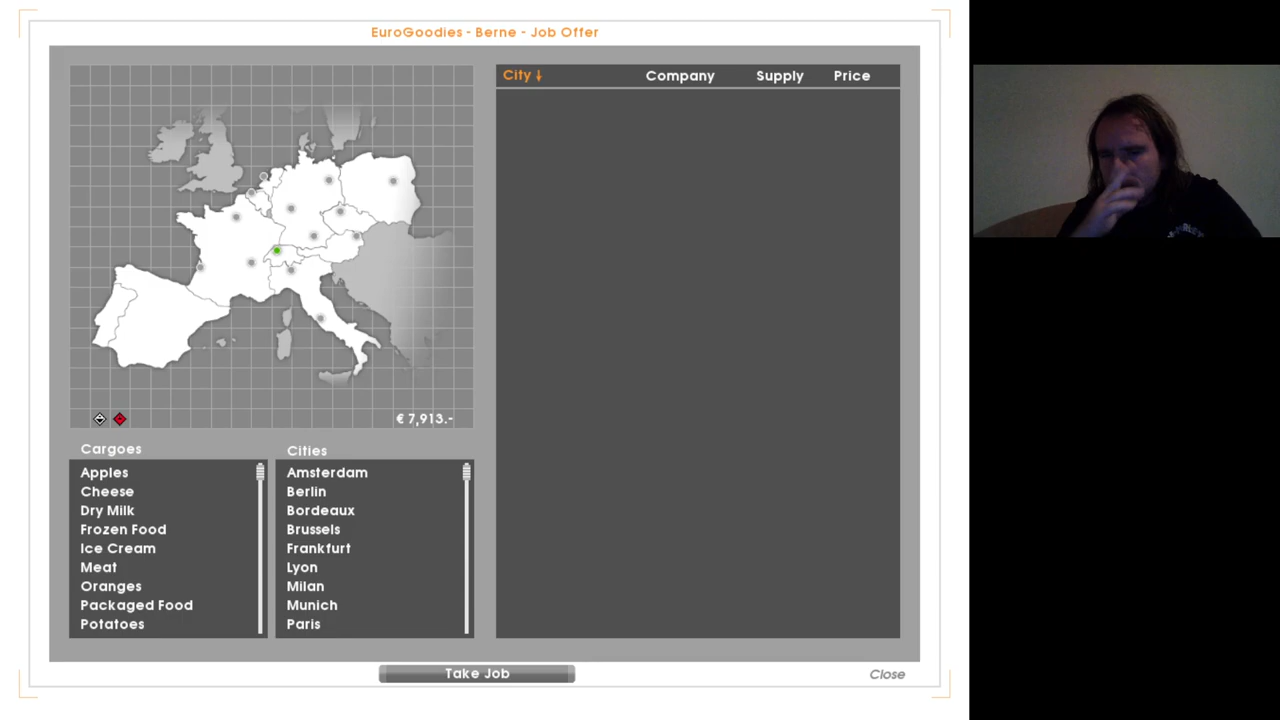 EuroGoodies - Berne - Job Offer
City ↓ Company Supply Price
€ 7,913.-
Cargoes
Apples
Cheese
Dry Milk
Frozen Food
Ice Cream
Meat
Oranges
Packaged Food
Potatoes
Cities
Amsterdam
Berlin
Bordeaux
Brussels
Frankfurt
Lyon
Milan
Munich
Paris
Take Job
Close